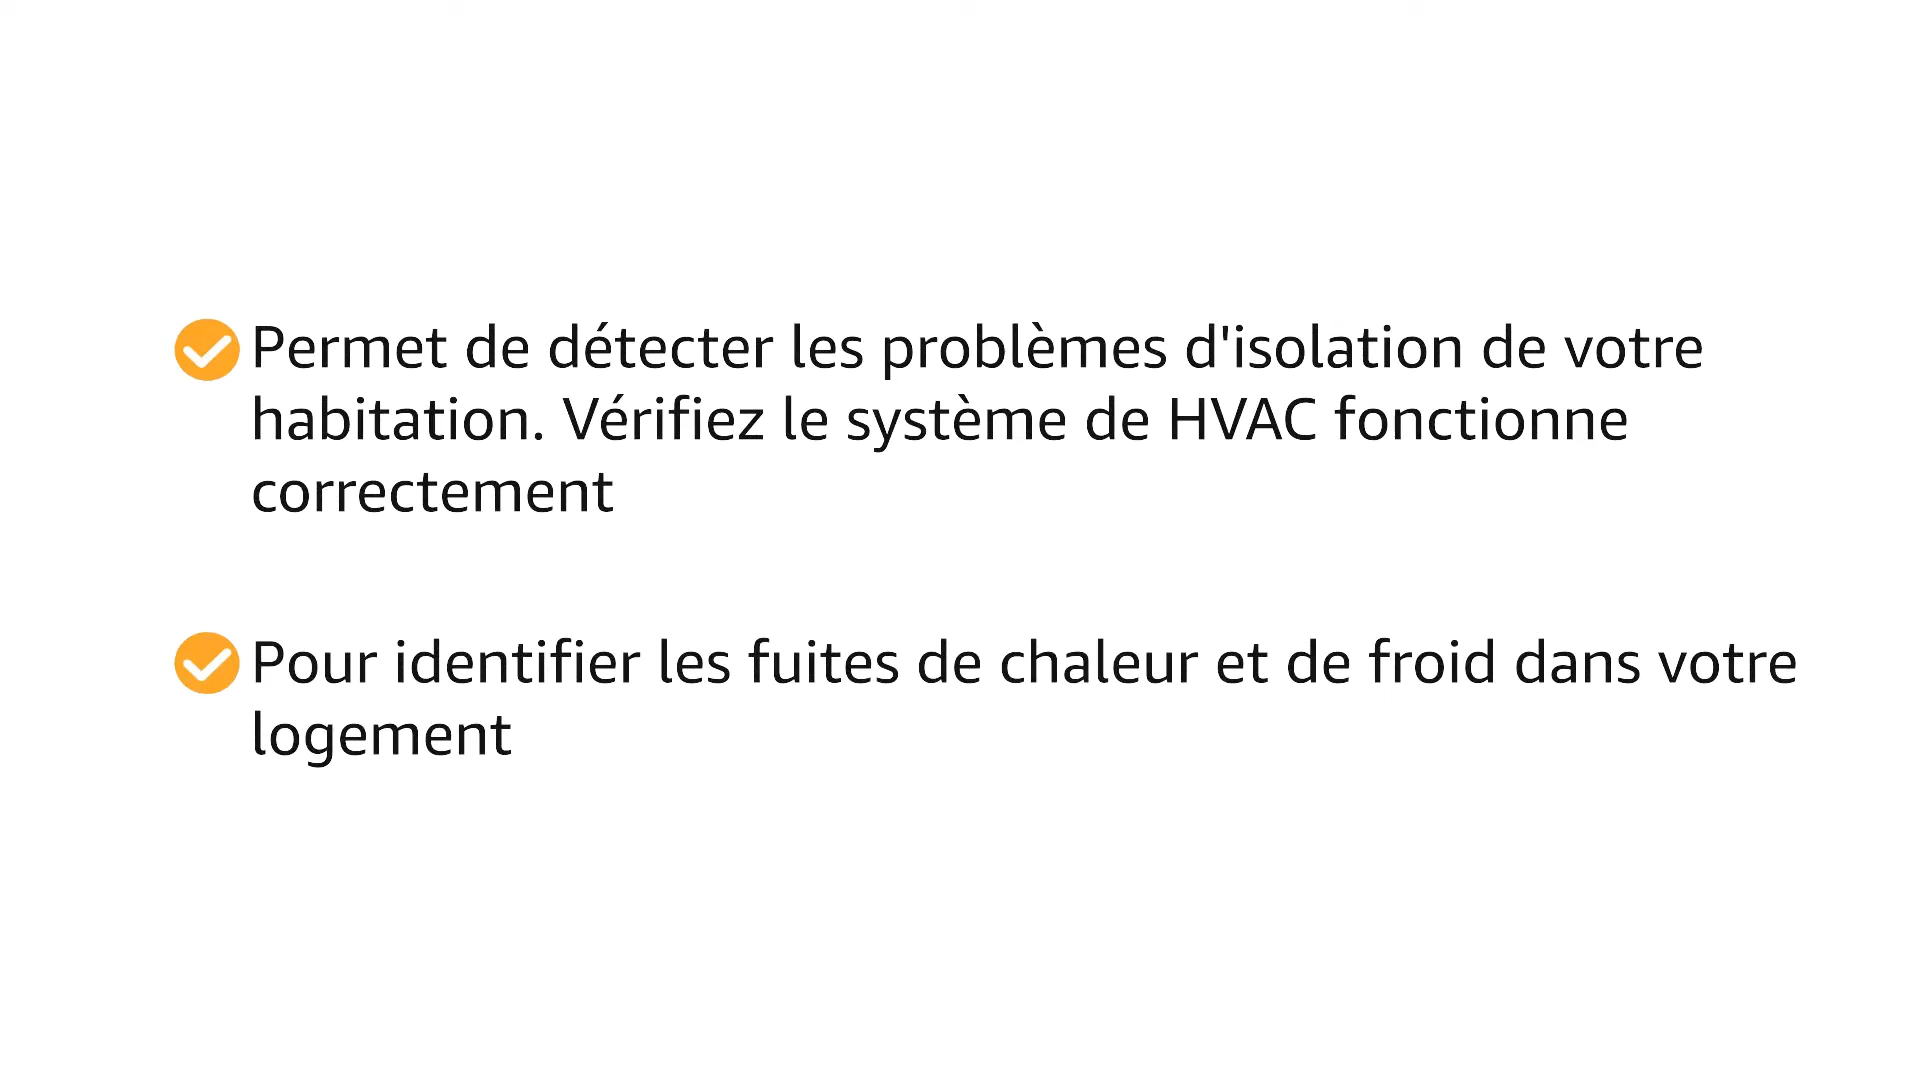 Permet de détecter les problèmes d'isolation de votre
habitation. Vérifiez le système de HVAC fonctionne
correctement
Pour identifier les fuites de chaleur et de froid dans votre
logement